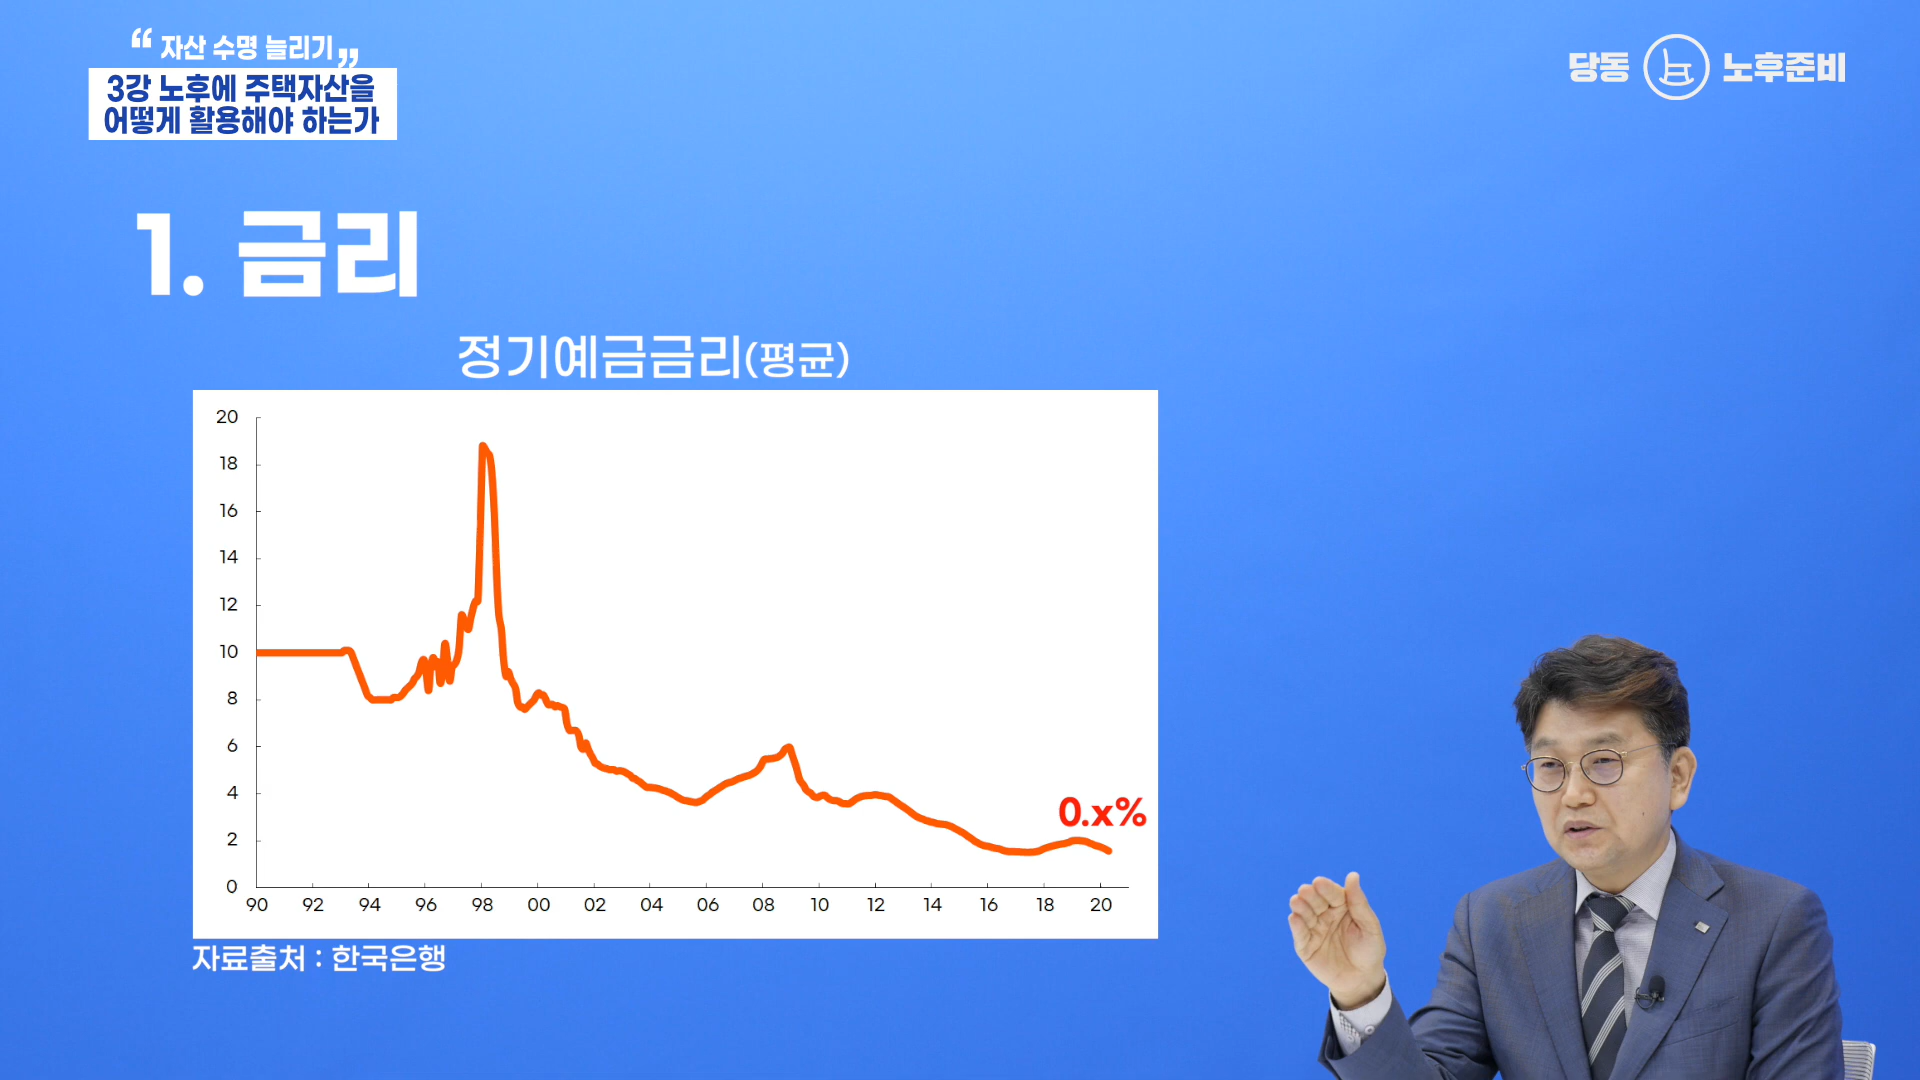 “ 자산 수명 늘리기 „
3강 노후에 주택자산을
어떻게 활용해야 하는가
당동 노후준비
1. 금리
정기예금금리(평균)
20
18
16
14
12
10
8
6
4
2
0
0.x%
90 92 94 96 98 00 02 04 06 08 10 12 14 16 18 20
자료출처 : 한국은행